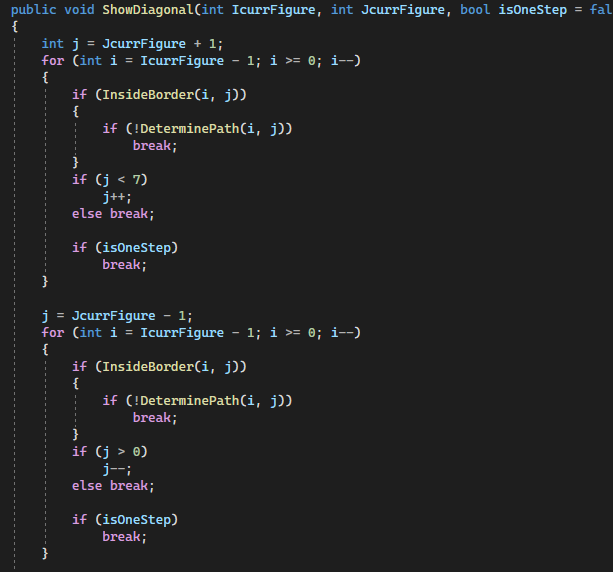 public void ShowDiagonal(int IcurrFigure, int JcurrFigure, bool isOneStep = fal
{
    int j = JcurrFigure + 1;
    for (int i = IcurrFigure - 1; i >= 0; i--)
    {
        if (InsideBorder(i, j))
        {
            if (!DeterminePath(i, j))
                break;
        }
        if (j < 7)
            j++;
        else break;

        if (isOneStep)
            break;
    }

    j = JcurrFigure - 1;
    for (int i = IcurrFigure - 1; i >= 0; i--)
    {
        if (InsideBorder(i, j))
        {
            if (!DeterminePath(i, j))
                break;
        }
        if (j > 0)
            j--;
        else break;

        if (isOneStep)
            break;
    }